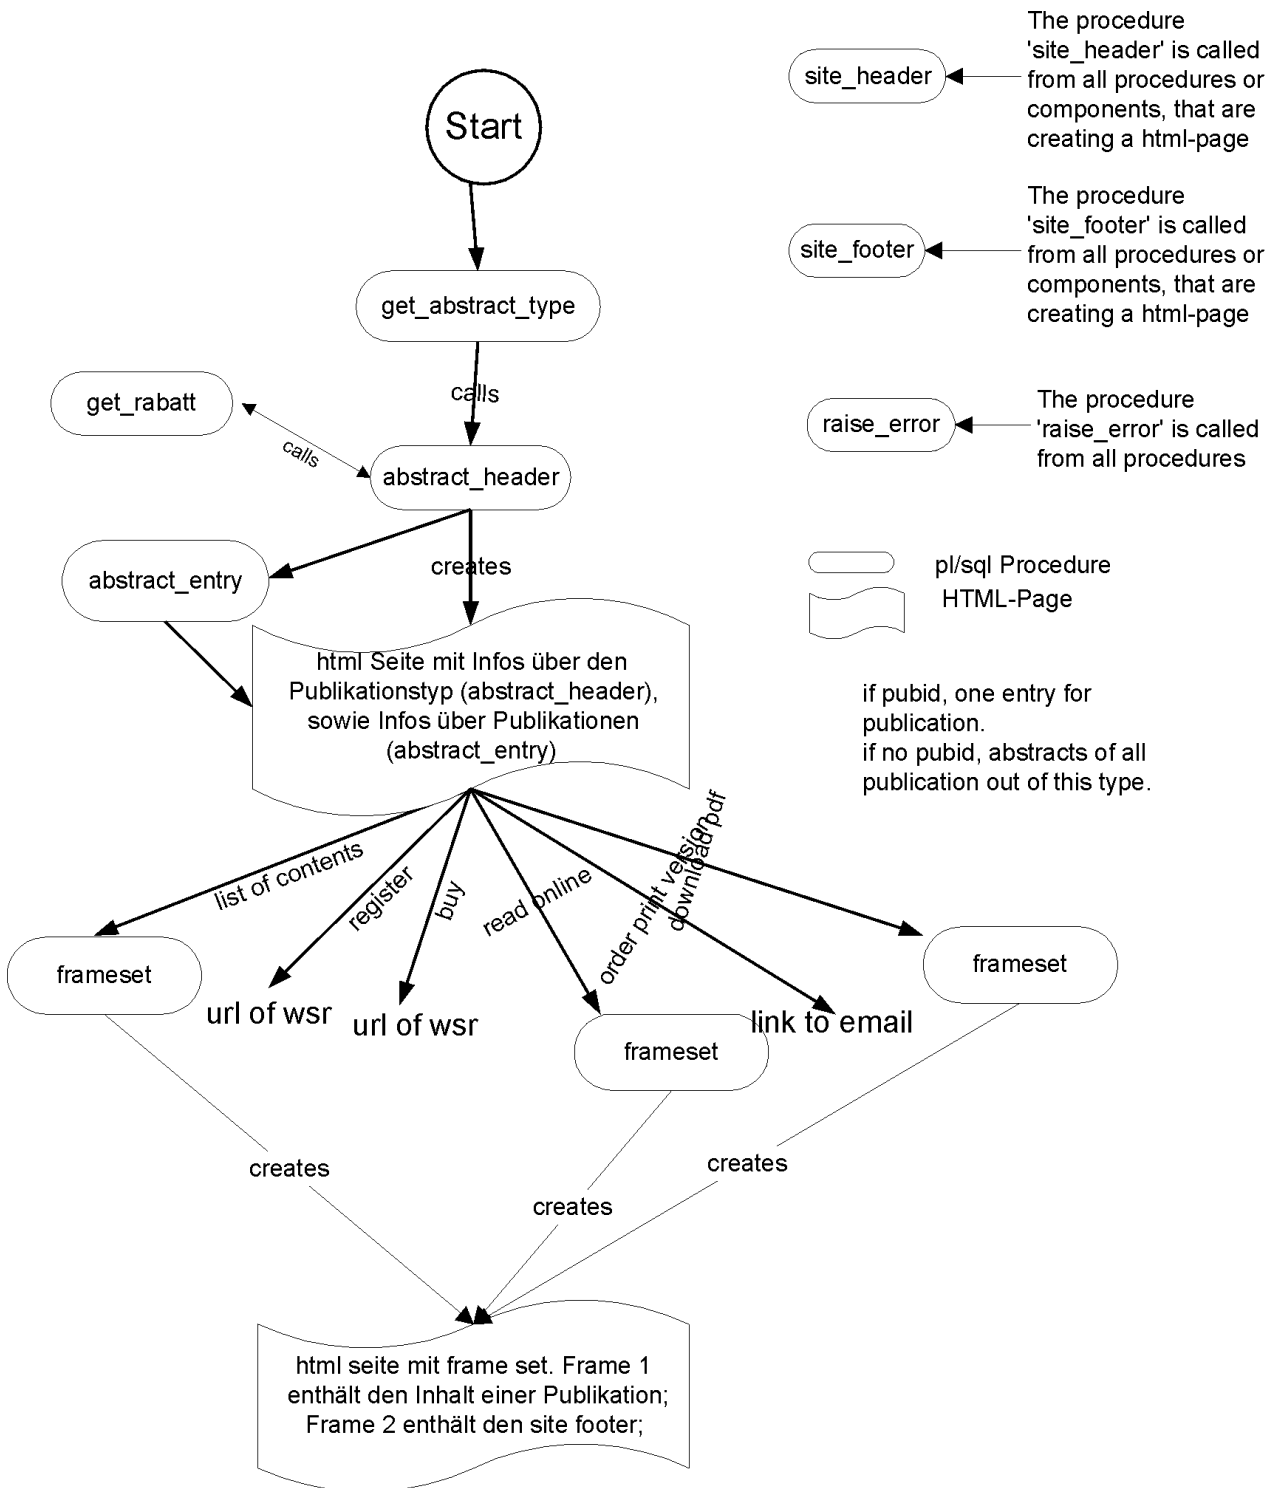 The procedure
'site_header' is called
from all procedures or
components, that are
creating a html-page
site_header
Start
The procedure
'site_footer' is called
from all procedures or
components, that are
creating a html-page
site_footer
get_abstract_type
calls
get_rabatt
calls
abstract_header
The procedure
'raise_error' is called
from all procedures
raise_error
abstract_entry
creates
pl/sql Procedure
HTML-Page
html Seite mit Infos über den
Publikationstyp (abstract_header),
sowie Infos über Publikationen
(abstract_entry)
if pubid, one entry for
publication.
if no pubid, abstracts of all
publication out of this type.
list of contents
register
buy
read online
order print version
download pdf
frameset
url of wsr
url of wsr
frameset
link to email
frameset
creates
creates
creates
html seite mit frame set. Frame 1
enthält den Inhalt einer Publikation;
Frame 2 enthält den site footer;